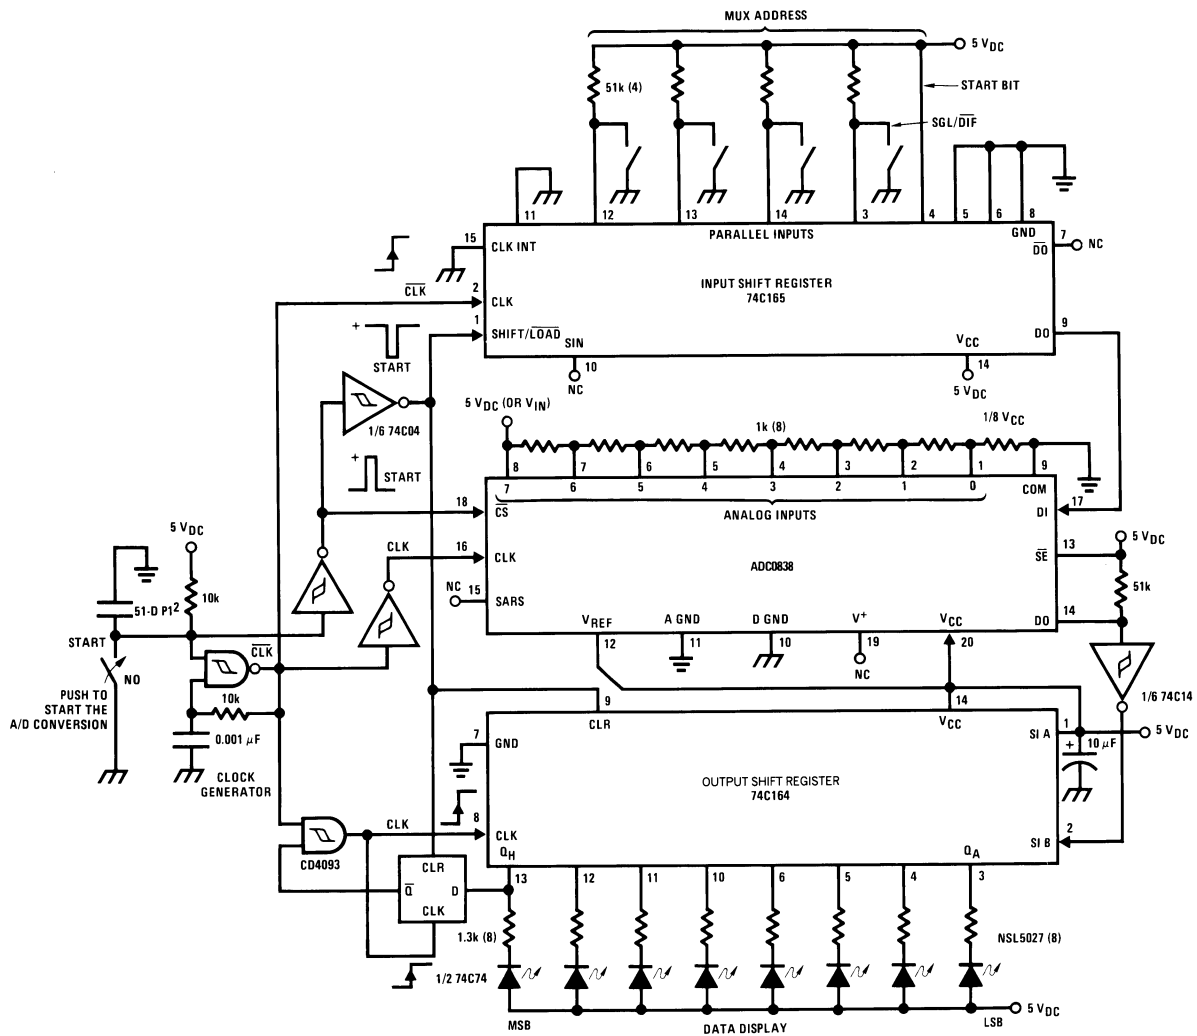 MUX ADDRESS
5 VDC
51k (4)
START BIT
SGL/D̅I̅F̅
11
12
13
14
3
4
5
6
8
PARALLEL INPUTS
GND
15
CLK INT
D̅O̅
7
NC
INPUT SHIFT REGISTER
74C165
C̅L̅K̅
2
CLK
1
SHIFT/L̅O̅A̅D̅
DO
9
+
START
SIN
10
NC
VCC
14
5 VDC
1/6 74C04
5 VDC (OR VIN)
1k (8)
1/8 VCC
+
START
8
7
6
5
4
3
2
1
9
7
6
5
4
3
2
1
0
COM
ANALOG INPUTS
18
C̅S̅
DI
17
5 VDC
CLK
16
CLK
ADC0838
S̅E̅
13
5 VDC
51k
NC
15
SARS
DO
14
10k
51-D P1²
VREF
12
A GND
11
D GND
10
V+
19
NC
VCC
20
START
NO
C̅L̅K̅
PUSH TO
START THE
A/D CONVERSION
10k
0.001 µF
CLOCK
GENERATOR
1/6 74C14
9
CLR
14
VCC
7
GND
SI A
1
5 VDC
+
10 µF
OUTPUT SHIFT REGISTER
74C164
CLK
8
CLK
SI B
2
CD4093
QH
QA
CLR
Q̅
D
CLK
13
12
11
10
6
5
4
3
1.3k (8)
NSL5027 (8)
1/2 74C74
5 VDC
MSB
DATA DISPLAY
LSB